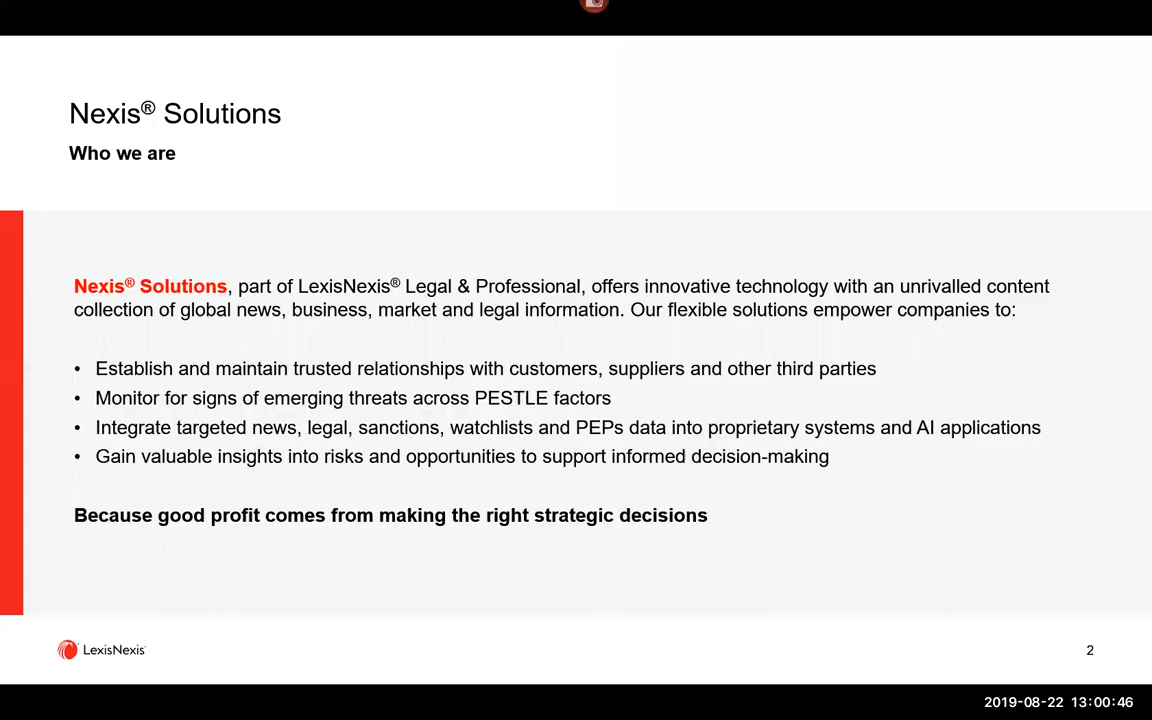 Nexis® Solutions
Who we are
Nexis® Solutions, part of LexisNexis® Legal & Professional, offers innovative technology with an unrivalled content
collection of global news, business, market and legal information. Our flexible solutions empower companies to:
• Establish and maintain trusted relationships with customers, suppliers and other third parties
• Monitor for signs of emerging threats across PESTLE factors
• Integrate targeted news, legal, sanctions, watchlists and PEPs data into proprietary systems and AI applications
• Gain valuable insights into risks and opportunities to support informed decision-making
Because good profit comes from making the right strategic decisions
LexisNexis®
2
2019-08-22 13:00:46